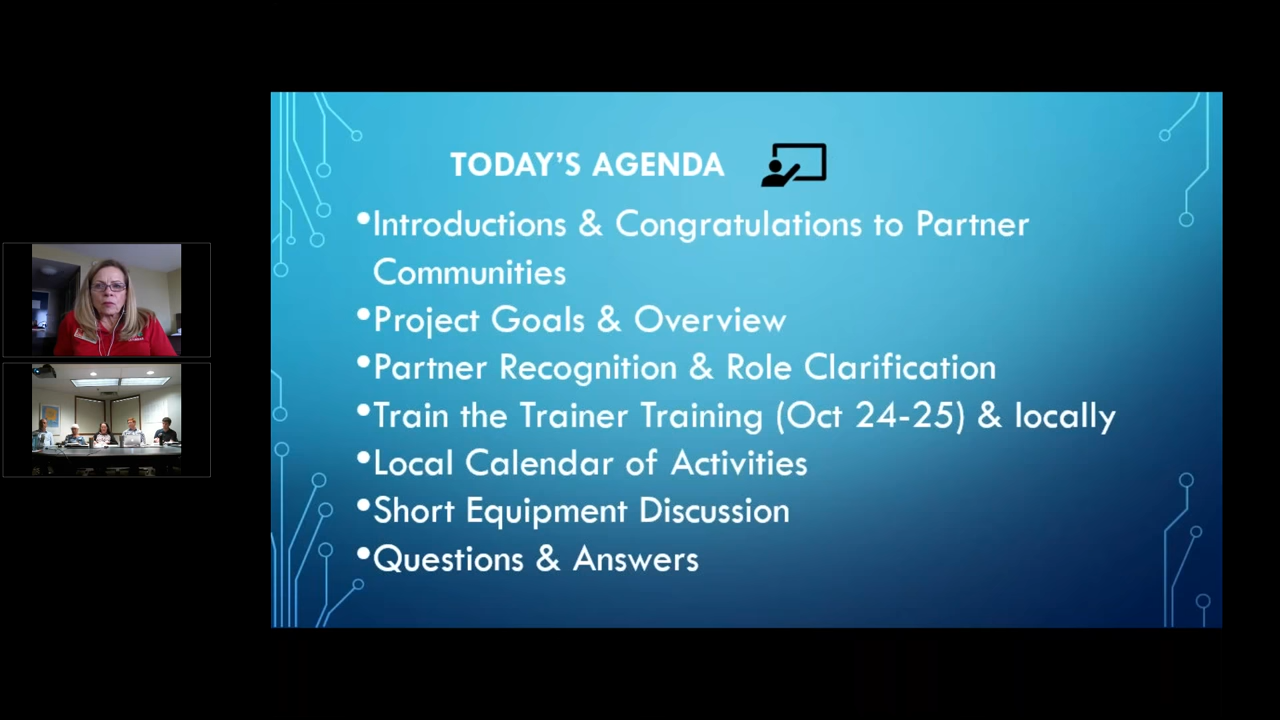 TODAY'S AGENDA
•Introductions & Congratulations to Partner
Communities
•Project Goals & Overview
•Partner Recognition & Role Clarification
•Train the Trainer Training (Oct 24-25) & locally
•Local Calendar of Activities
•Short Equipment Discussion
•Questions & Answers